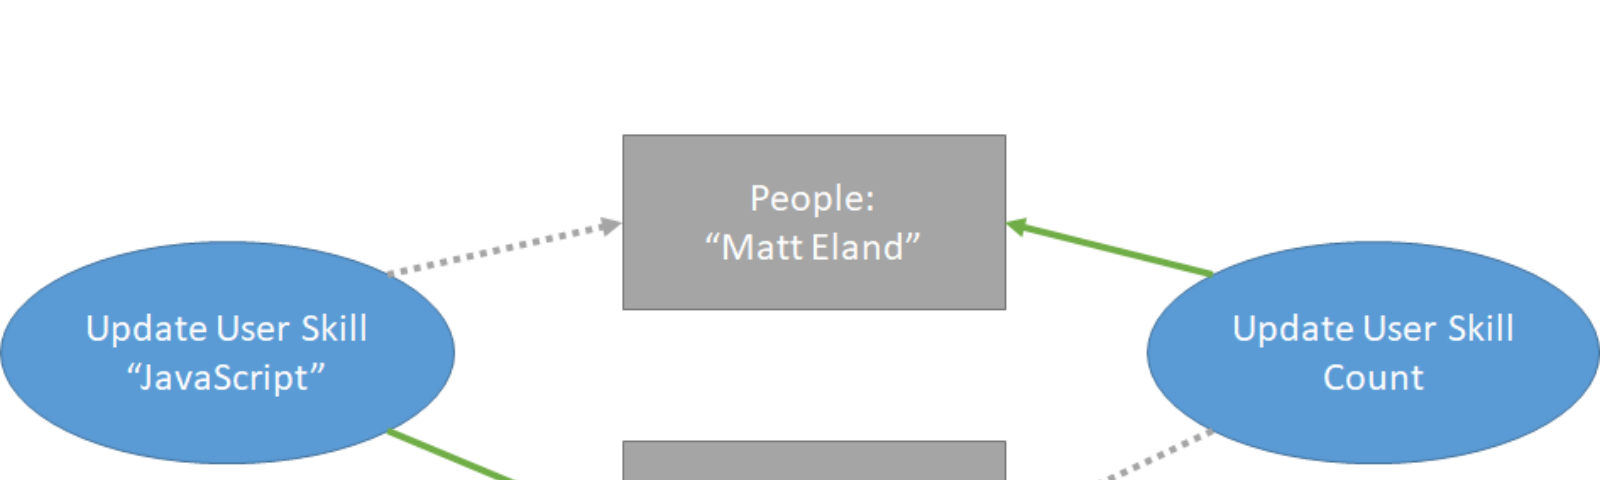 People:
“Matt Eland”
Update User Skill
“JavaScript”
Update User Skill
Count